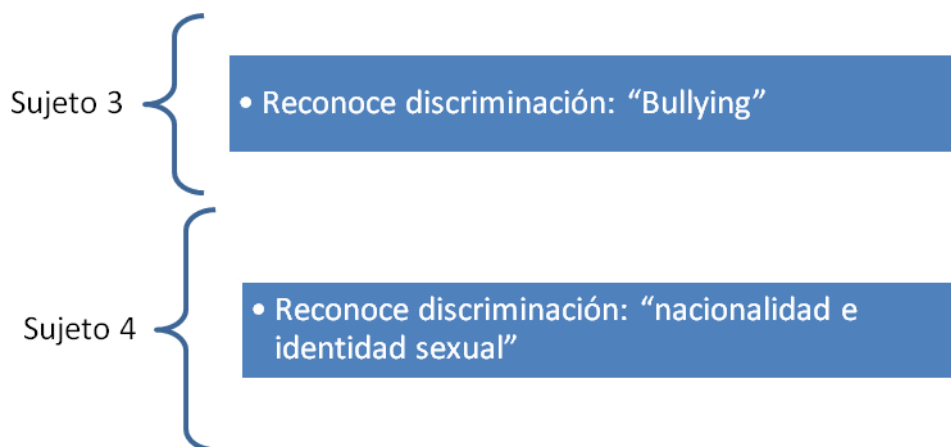 Sujeto 3
• Reconoce discriminación: “Bullying”
Sujeto 4
• Reconoce discriminación: “nacionalidad e
identidad sexual”